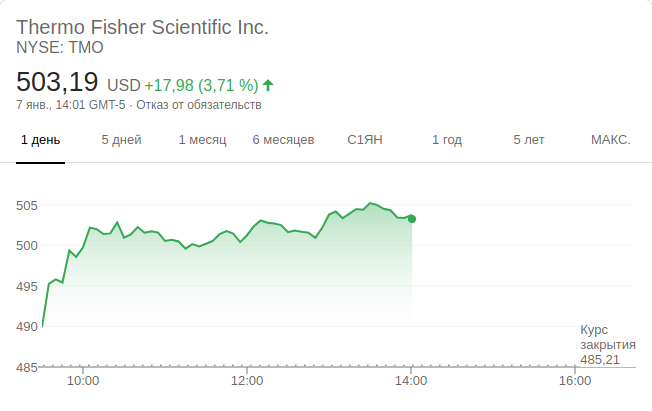 Thermo Fisher Scientific Inc.
NYSE: TMO
503,19 USD +17,98 (3,71 %)
7 янв., 14:01 GMT-5 · Отказ от обязательств
1 день 5 дней 1 месяц 6 месяцев С1ЯН 1 год 5 лет МАКС.
505
500
495
490
485
Курс
закрытия
485,21
10:00 12:00 14:00 16:00